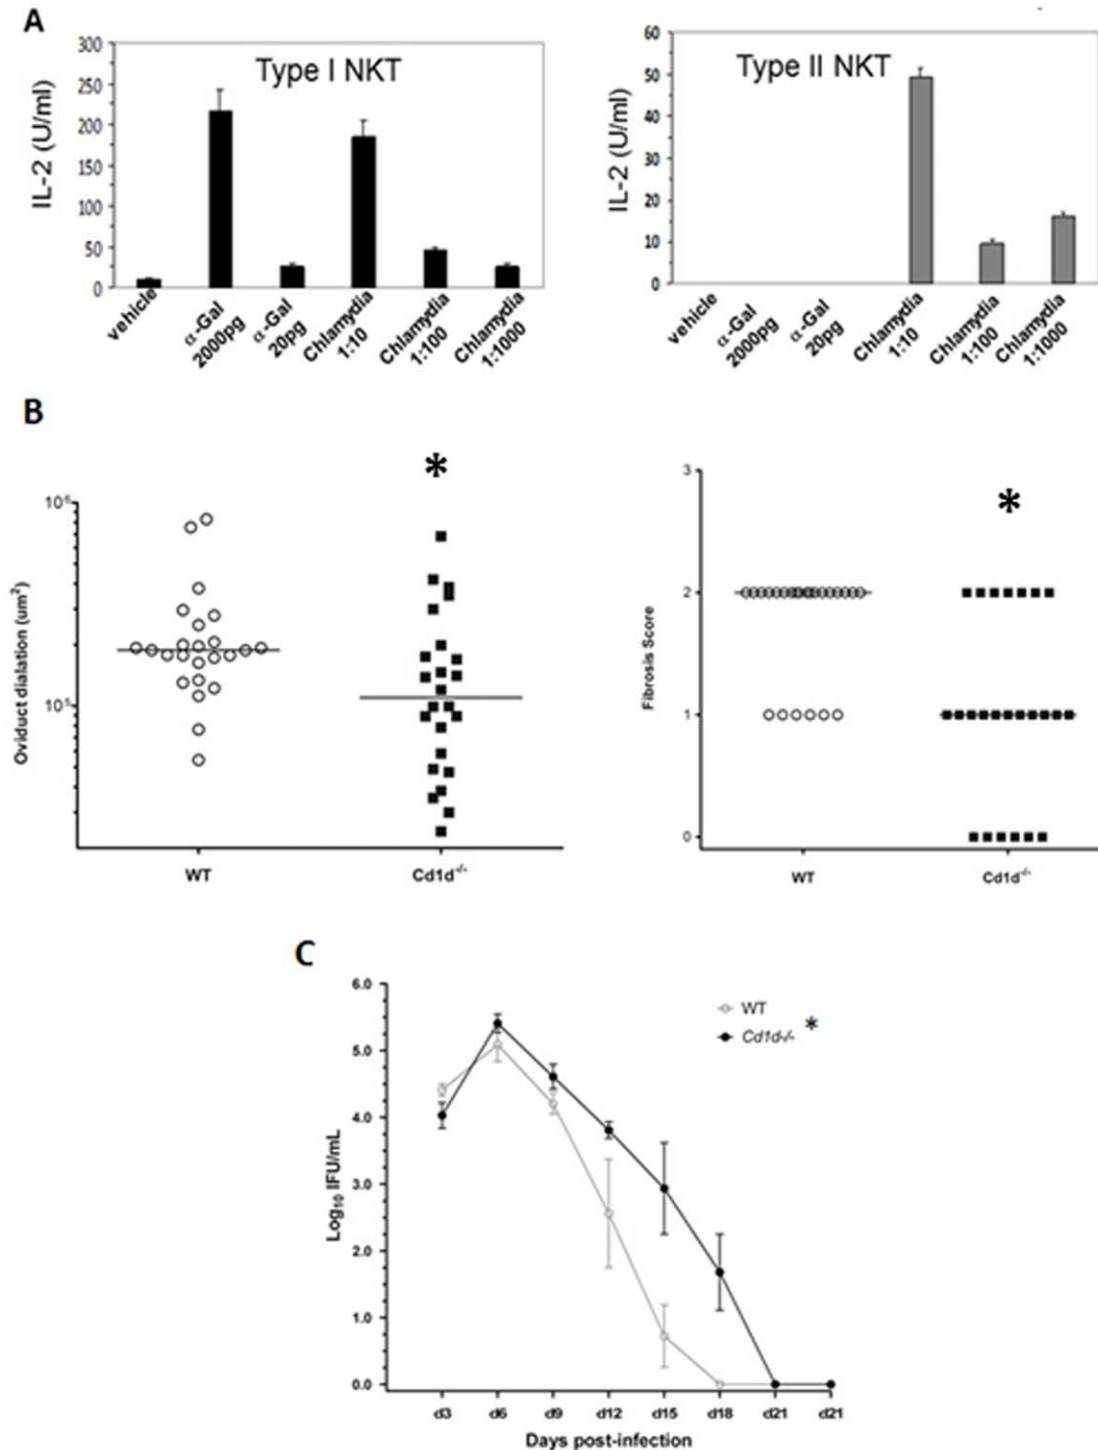 A
Type I NKT
IL-2 (U/ml)
300
250
200
150
100
50
0
vehicle
α-Gal
2000pg
α-Gal
20pg
Chlamydia
1:10
Chlamydia
1:100
Chlamydia
1:1000
Type II NKT
IL-2 (U/ml)
60
50
40
30
20
10
0
vehicle
α-Gal
2000pg
α-Gal
20pg
Chlamydia
1:10
Chlamydia
1:100
Chlamydia
1:1000
B
*
Oviduct dialation (um²)
10⁶
10⁵
WT
Cd1d⁻/⁻
*
Fibrosis Score
3
2
1
0
WT
Cd1d⁻/⁻
C
Log₁₀ IFU/mL
6.0
5.0
4.0
3.0
2.0
1.0
0.0
WT
Cd1d-/- *
d3 d6 d9 d12 d15 d18 d21 d21
Days post-infection